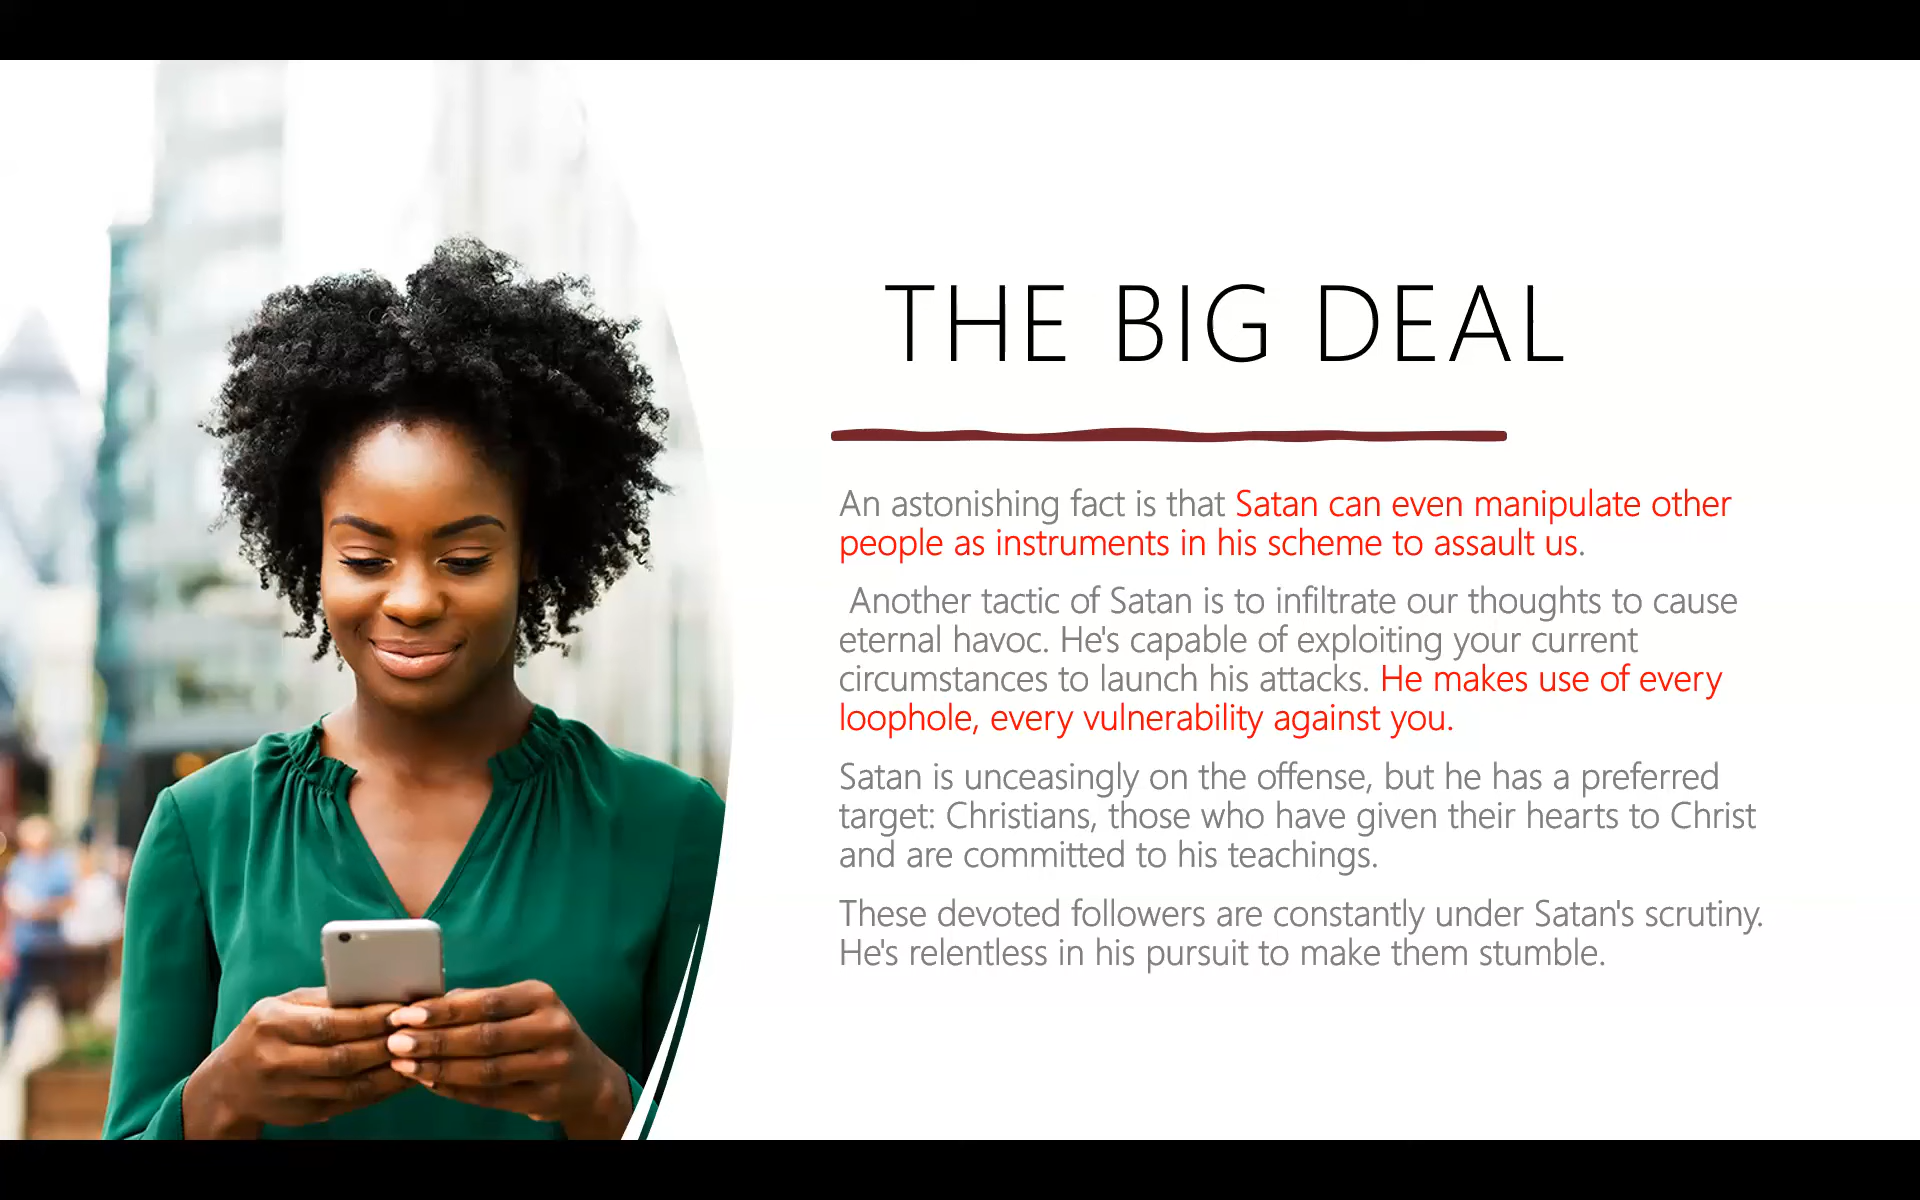 THE BIG DEAL
An astonishing fact is that Satan can even manipulate other
people as instruments in his scheme to assault us.
Another tactic of Satan is to infiltrate our thoughts to cause
eternal havoc. He's capable of exploiting your current
circumstances to launch his attacks. He makes use of every
loophole, every vulnerability against you.
Satan is unceasingly on the offense, but he has a preferred
target: Christians, those who have given their hearts to Christ
and are committed to his teachings.
These devoted followers are constantly under Satan's scrutiny.
He's relentless in his pursuit to make them stumble.